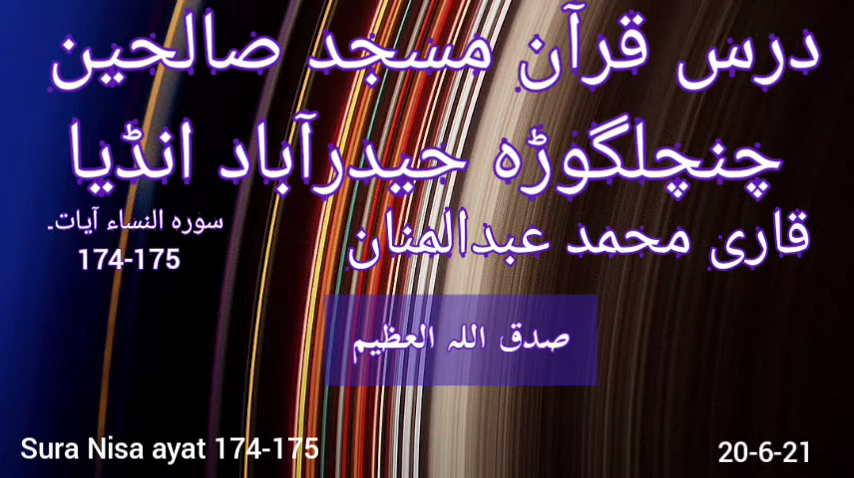 درس قرآن مسجد صالحین
چنچلگوڑہ حیدرآباد انڈیا
قاری محمد عبدالمنان
سورہ النساء آیات۔
174-175
صدق اللہ العظیم
Sura Nisa ayat 174-175
20-6-21